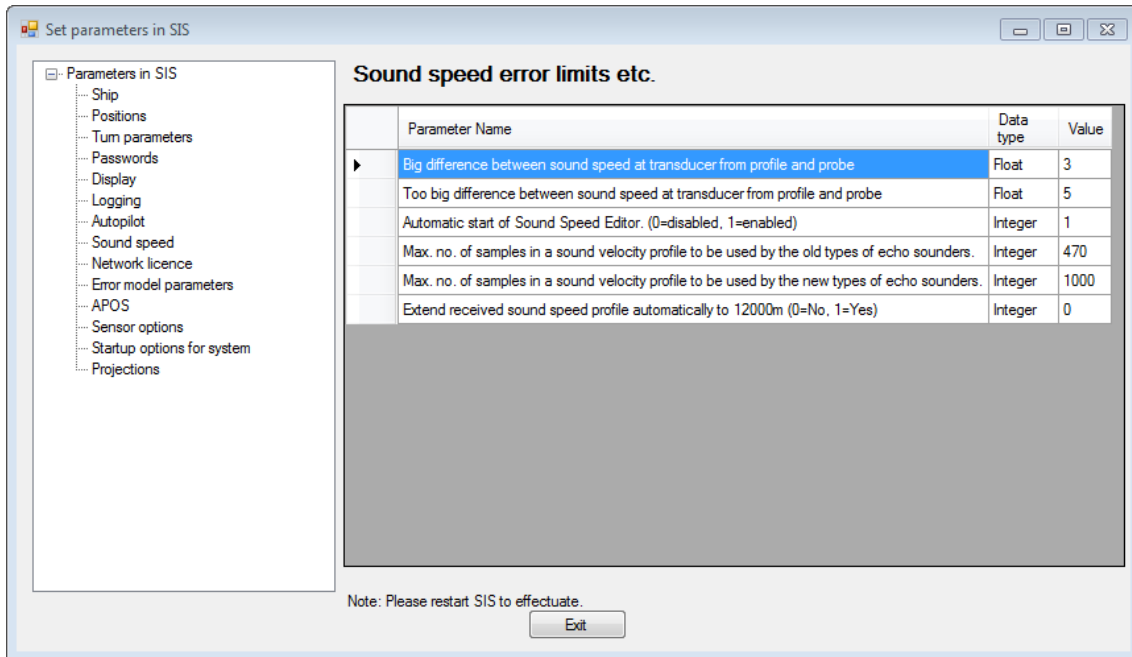 Set parameters in SIS
Parameters in SIS
Ship
Positions
Turn parameters
Passwords
Display
Logging
Autopilot
Sound speed
Network licence
Error model parameters
APOS
Sensor options
Startup options for system
Projections
Sound speed error limits etc.
Parameter Name Data type Value
Big difference between sound speed at transducer from profile and probe Float 3
Too big difference between sound speed at transducer from profile and probe Float 5
Automatic start of Sound Speed Editor. (0=disabled, 1=enabled) Integer 1
Max. no. of samples in a sound velocity profile to be used by the old types of echo sounders. Integer 470
Max. no. of samples in a sound velocity profile to be used by the new types of echo sounders. Integer 1000
Extend received sound speed profile automatically to 12000m (0=No, 1=Yes) Integer 0
Note: Please restart SIS to effectuate.
Exit